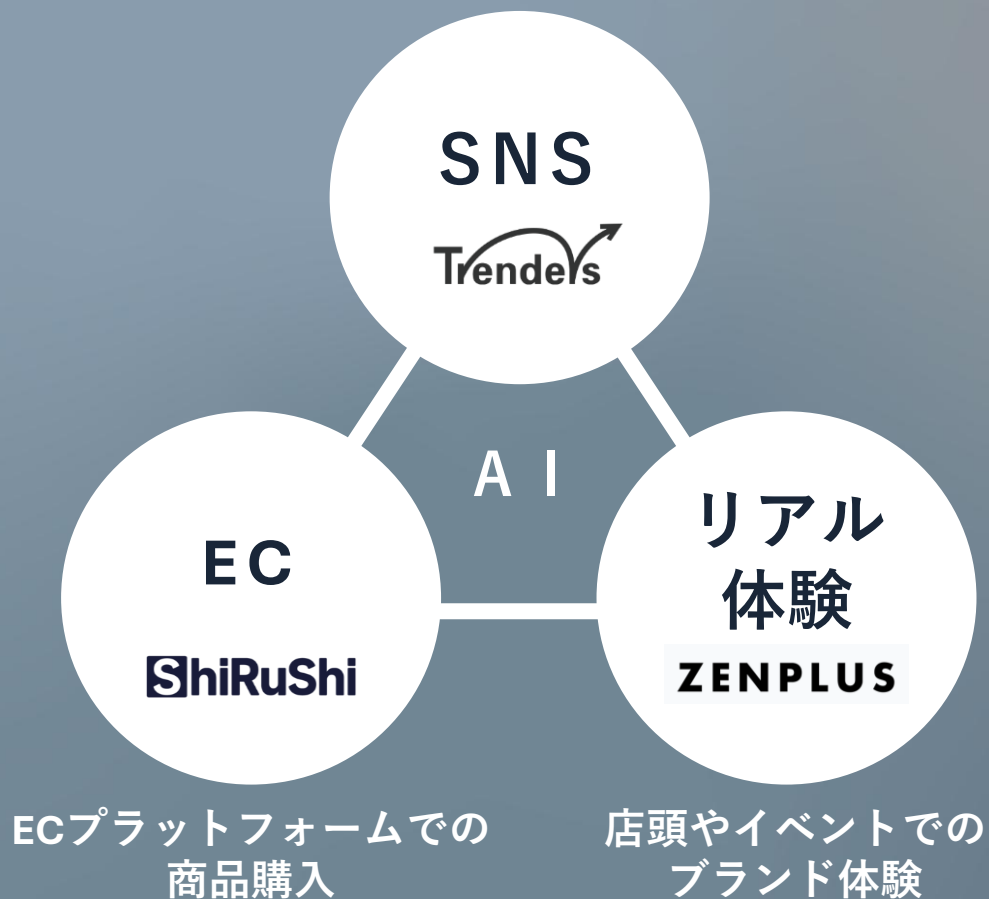 SNS
Trenders
AI
EC
ShiRuShi
リアル
体験
ZENPLUS
ECプラットフォームでの
商品購入
店頭やイベントでの
ブランド体験